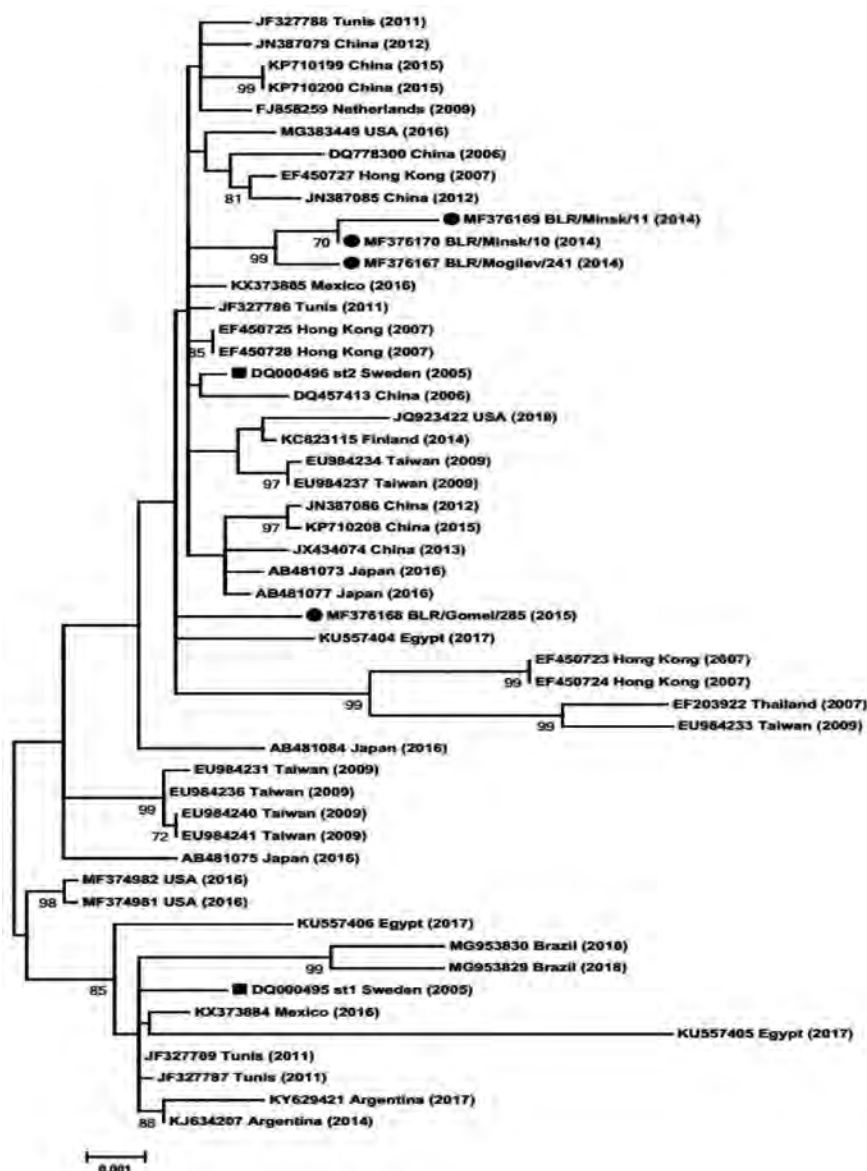 JF327788 Tunis (2011)
JN387079 China (2012)
KP710199 China (2015)
99
KP710200 China (2015)
FJ858259 Netherlands (2009)
MG383449 USA (2016)
DQ778300 China (2006)
EF450727 Hong Kong (2007)
81
JN387085 China (2012)
MF376169 BLR/Minsk/11 (2014)
70
MF376170 BLR/Minsk/10 (2014)
99
MF376167 BLR/Mogilev/241 (2014)
KX373885 Mexico (2016)
JF327786 Tunis (2011)
EF450725 Hong Kong (2007)
85
EF450728 Hong Kong (2007)
DQ000496 st2 Sweden (2005)
DQ457413 China (2006)
JQ923422 USA (2018)
KC823115 Finland (2014)
EU984234 Taiwan (2009)
97
EU984237 Taiwan (2009)
JN387086 China (2012)
97
KP710208 China (2015)
JX434074 China (2013)
AB481073 Japan (2016)
AB481077 Japan (2016)
MF376168 BLR/Gomel/285 (2015)
KU557404 Egypt (2017)
EF450723 Hong Kong (2007)
99
99
EF450724 Hong Kong (2007)
EF203922 Thailand (2007)
99
EU984233 Taiwan (2009)
AB481084 Japan (2016)
EU984231 Taiwan (2009)
EU984236 Taiwan (2009)
99
EU984240 Taiwan (2009)
72
EU984241 Taiwan (2009)
AB481075 Japan (2016)
MF374982 USA (2016)
98
MF374981 USA (2016)
KU557406 Egypt (2017)
MG953830 Brazil (2018)
99
MG953829 Brazil (2018)
85
DQ000495 st1 Sweden (2005)
KX373884 Mexico (2016)
KU557405 Egypt (2017)
JF327789 Tunis (2011)
JF327787 Tunis (2011)
KY629421 Argentina (2017)
88
KJ634207 Argentina (2014)
0.001